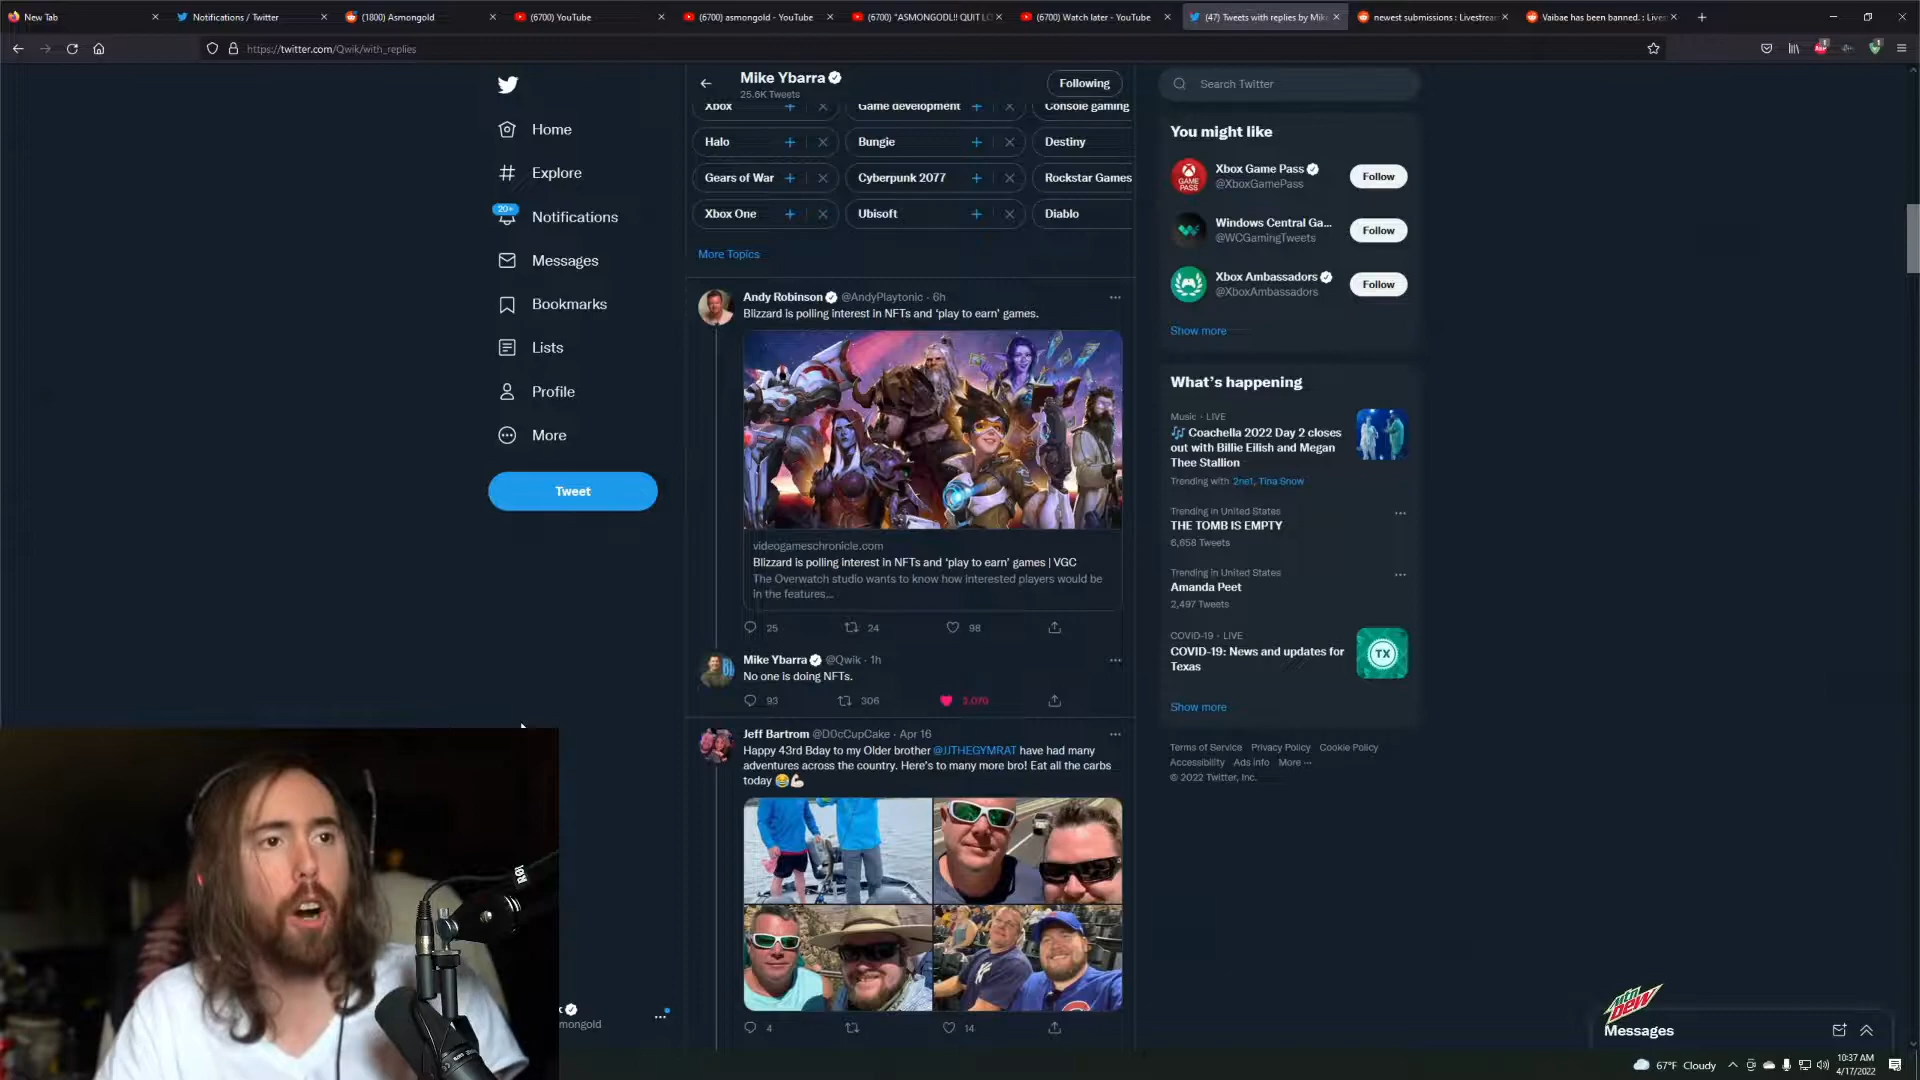 New Tab
Notifications / Twitter
(1800) Asmongold
(6700) YouTube
(6700) asmongold - YouTube
(6700) "ASMONGOLD!! QUIT LO
(6700) Watch later - YouTube
(47) Tweets with replies by Mik
newest submissions : Livestream
Vaibae has been banned. : Lives
https://twitter.com/Qwik/with_replies
Home
Explore
20+
Notifications
Messages
Bookmarks
Lists
Profile
More
Tweet
Mike Ybarra
25.6K Tweets
Following
Xbox
Game development
Console gaming
Halo
Bungie
Destiny
Gears of War
Cyberpunk 2077
Rockstar Games
Xbox One
Ubisoft
Diablo
More Topics
Andy Robinson @AndyPlaytonic · 6h
Blizzard is polling interest in NFTs and 'play to earn' games.
videogameschronicle.com
Blizzard is polling interest in NFTs and 'play to earn' games | VGC
The Overwatch studio wants to know how interested players would be
in the features...
25 24 98
Mike Ybarra @Qwik · 1h
No one is doing NFTs.
93 306 3,070
Jeff Bartrom @D0cCupCake · Apr 16
Happy 43rd Bday to my Older brother @JJTHEGYMRAT have had many
adventures across the country. Here's to many more bro! Eat all the carbs
today 😂💪
4 14
Search Twitter
You might like
Xbox Game Pass
@XboxGamePass
Follow
Windows Central Ga...
@WCGamingTweets
Follow
Xbox Ambassadors
@XboxAmbassadors
Follow
Show more
What's happening
Music · LIVE
🎶 Coachella 2022 Day 2 closes
out with Billie Eilish and Megan
Thee Stallion
Trending with 2ne1, Tina Snow
Trending in United States
THE TOMB IS EMPTY
6,658 Tweets
Trending in United States
Amanda Peet
2,497 Tweets
COVID-19 · LIVE
COVID-19: News and updates for
Texas
TX
Show more
Terms of Service Privacy Policy Cookie Policy
Accessibility Ads info More ···
© 2022 Twitter, Inc.
mongold
mtn DEW
Messages
67°F Cloudy
10:37 AM
4/17/2022